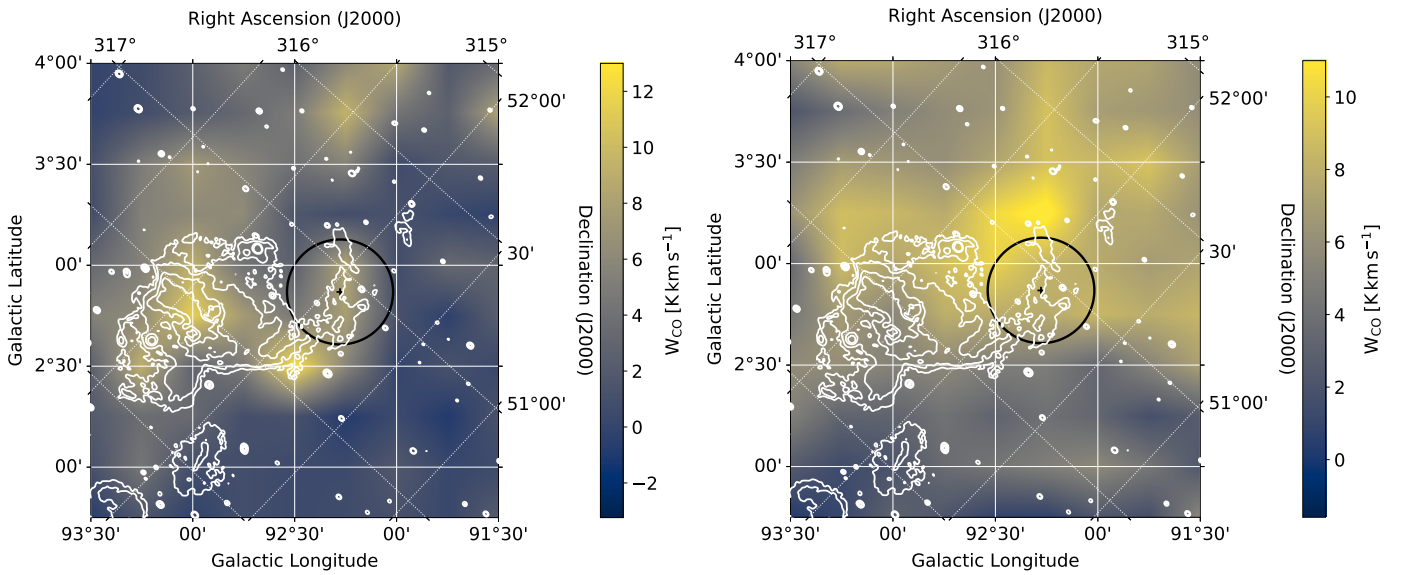 Right Ascension (J2000)
317° 316° 315°
4°00'
3°30'
00'
2°30'
00'
Galactic Latitude
93°30' 00' 92°30' 00' 91°30'
Galactic Longitude
52°00'
30'
51°00'
Declination (J2000)
12
10
8
6
4
2
0
−2
W_CO [K km s⁻¹]
Right Ascension (J2000)
317° 316° 315°
4°00'
3°30'
00'
2°30'
00'
Galactic Latitude
93°30' 00' 92°30' 00' 91°30'
Galactic Longitude
52°00'
30'
51°00'
Declination (J2000)
10
8
6
4
2
0
W_CO [K km s⁻¹]